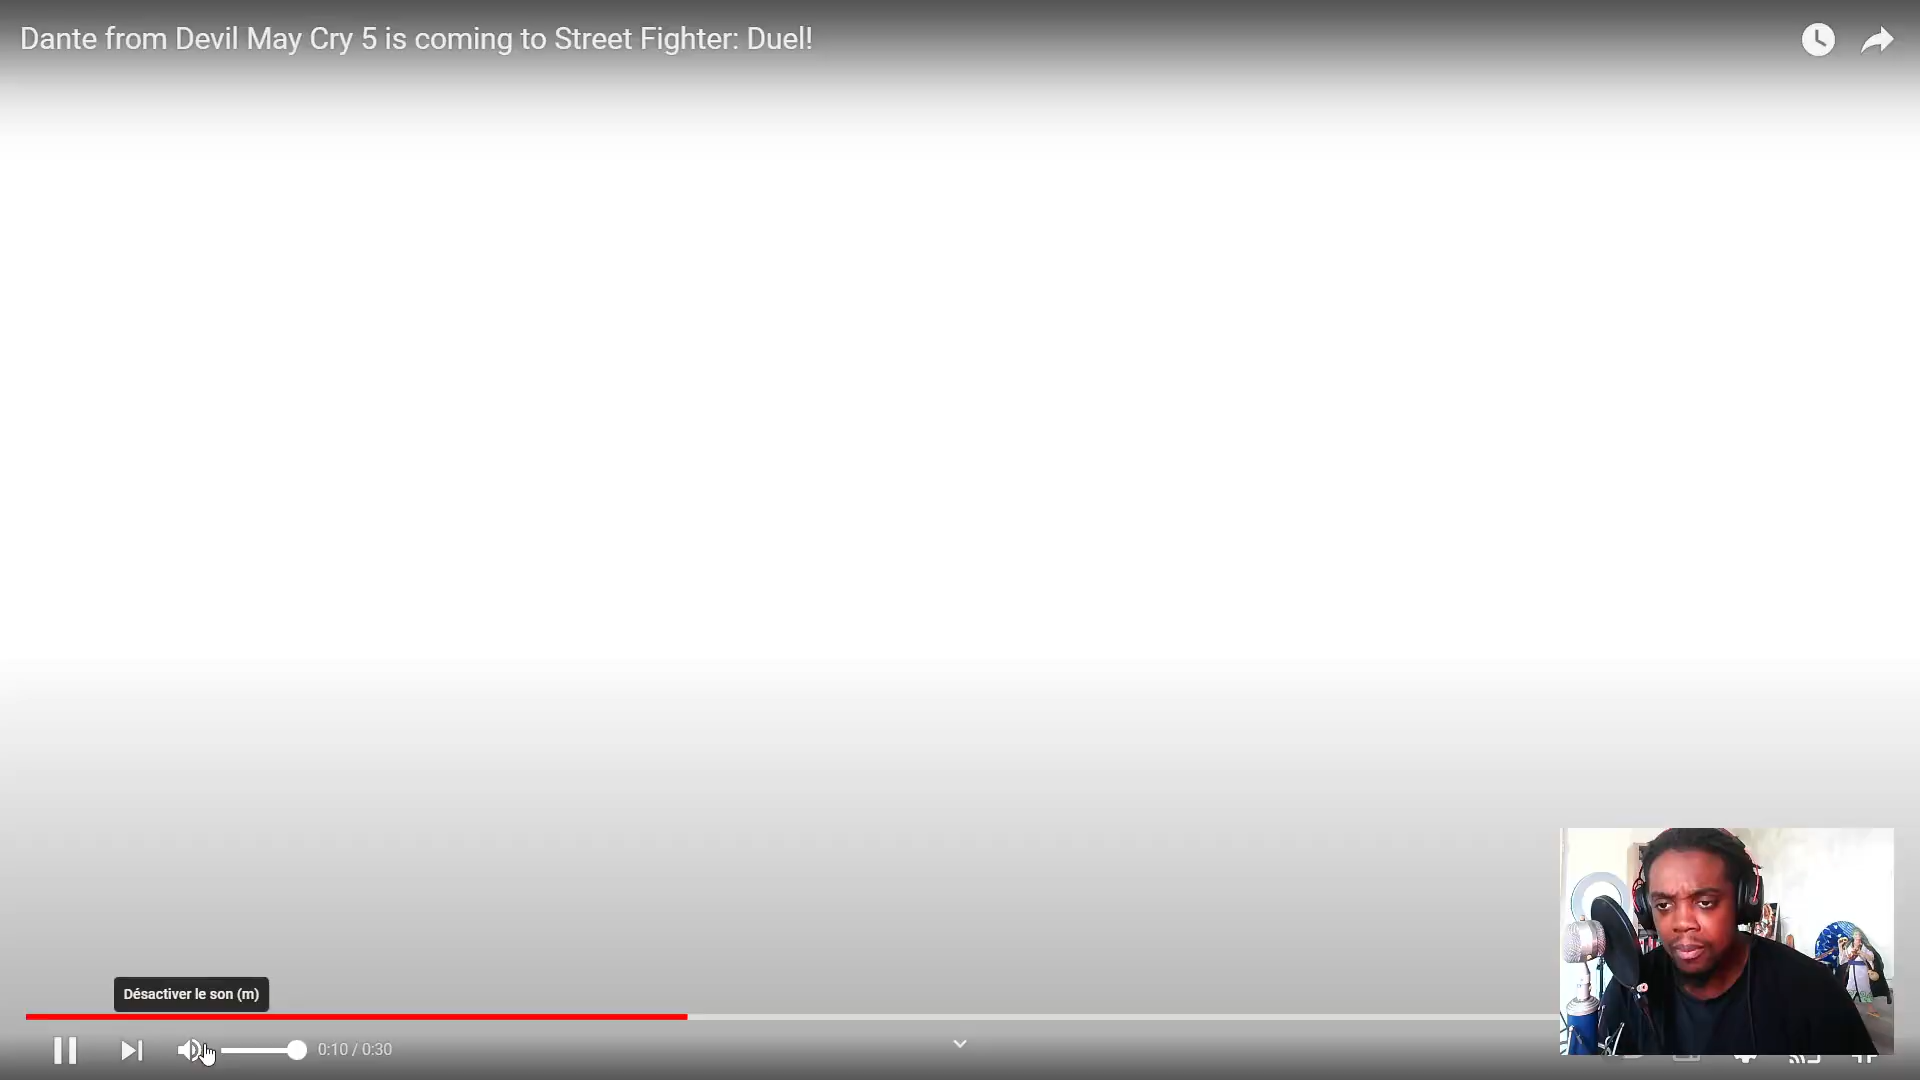 Dante from Devil May Cry 5 is coming to Street Fighter: Duel!
Désactiver le son (m)
0:10 / 0:30